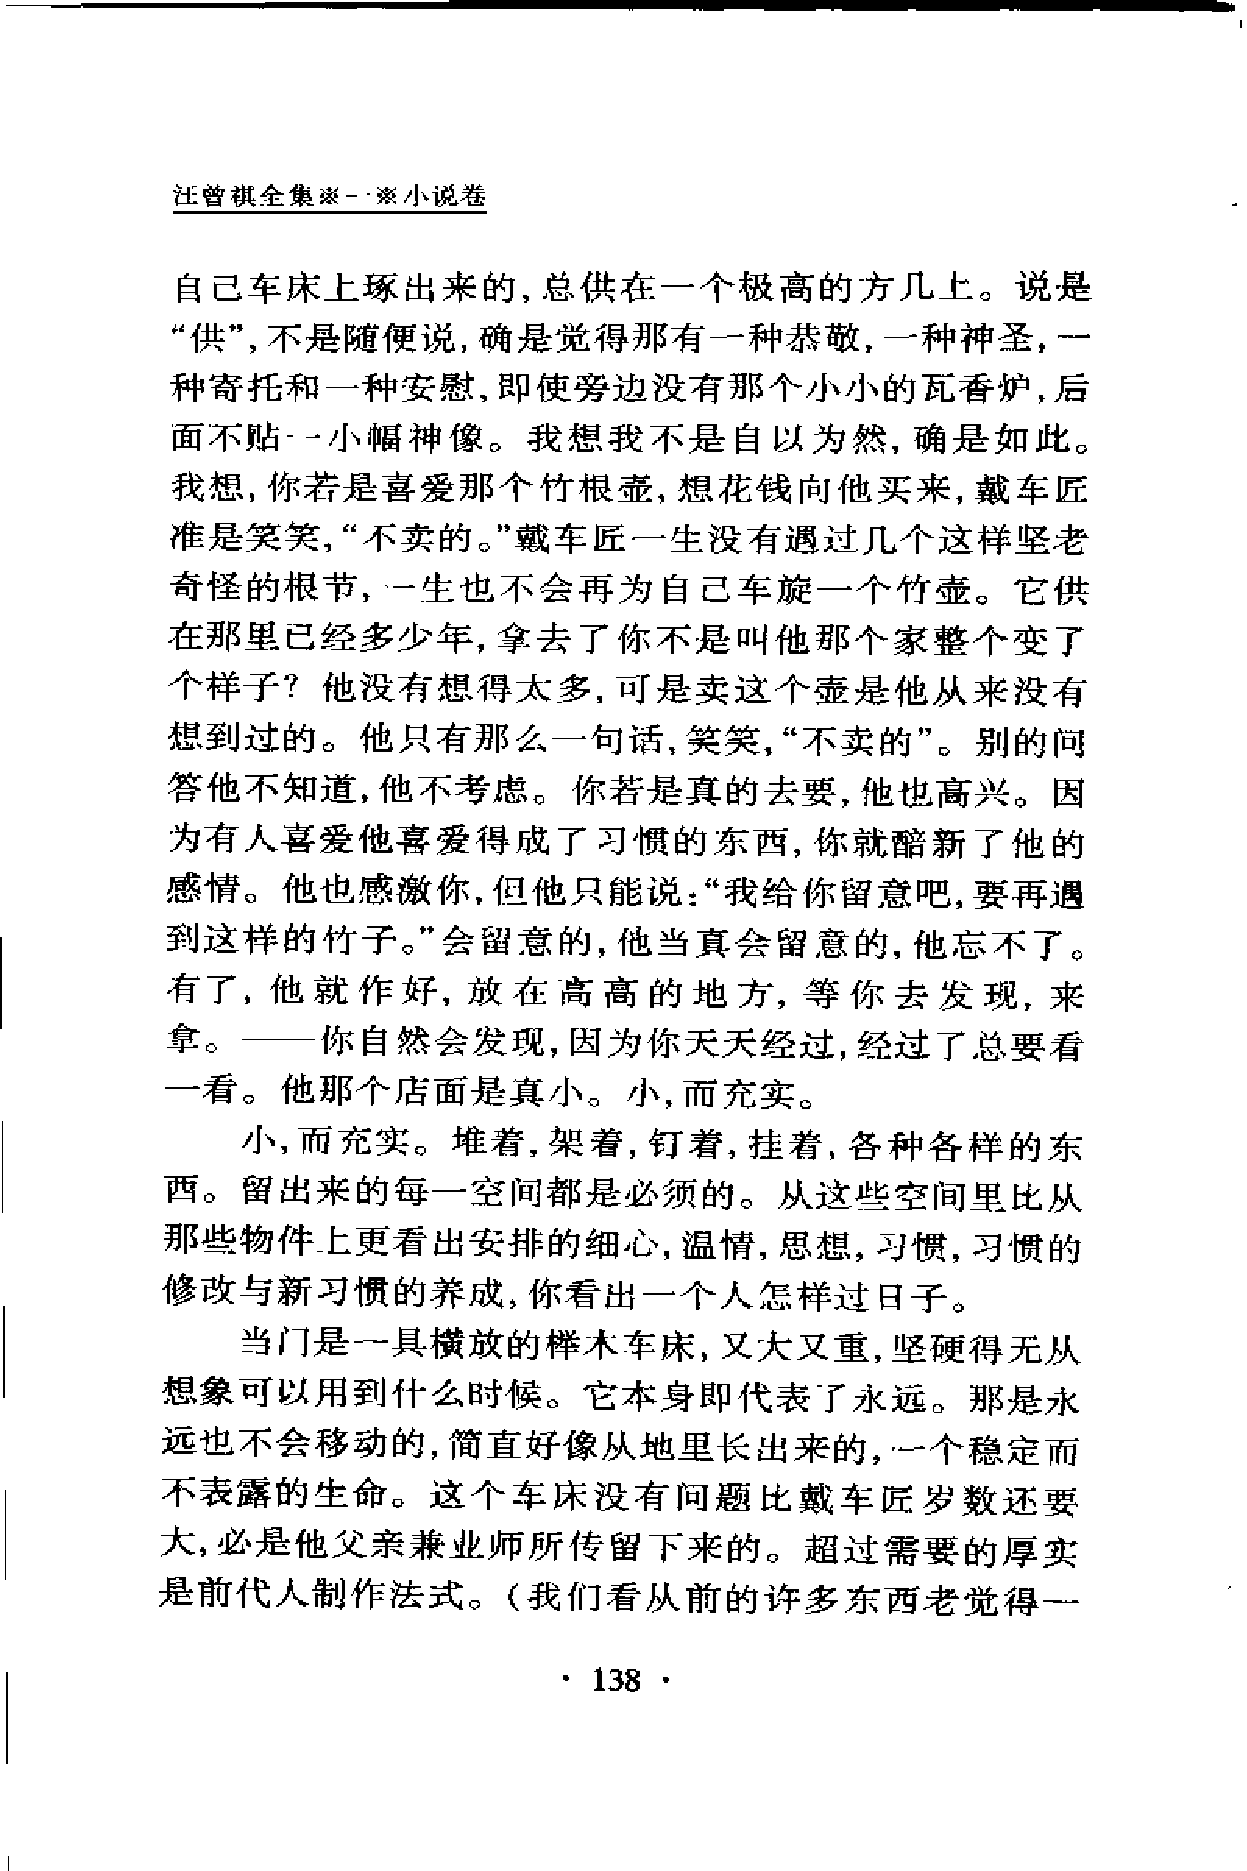 汪曾祺全集※一※小说卷
自己车床上琢出来的,总供在一个极高的方几上。说是
“供”,不是随便说,确是觉得那有一种恭敬,一种神圣,一
种寄托和一种安慰,即使旁边没有那个小小的瓦香炉,后
面不贴一小幅神像。我想我不是自以为然,确是如此。
我想,你若是喜爱那个竹根壶,想花钱向他买来,戴车匠
准是笑笑,“不卖的。”戴车匠一生没有遇过几个这样坚老
奇怪的根节,一生也不会再为自己车旋一个竹壶。它供
在那里已经多少年,拿去了你不是叫他那个家整个变了
个样子?他没有想得太多,可是卖这个壶是他从来没有
想到过的。他只有那么一句话,笑笑,“不卖的”。别的问
答他不知道,他不考虑。你若是真的去要,他也高兴。因
为有人喜爱他喜爱得成了习惯的东西,你就醅新了他的
感情。他也感激你,但他只能说:“我给你留意吧,要再遇
到这样的竹子。”会留意的,他当真会留意的,他忘不了。
有了,他就作好,放在高高的地方,等你去发现,来
拿。——你自然会发现,因为你天天经过,经过了总要看
一看。他那个店面是真小。小,而充实。
小,而充实。堆着,架着,钉着,挂着,各种各样的东
西。留出来的每一空间都是必须的。从这些空间里比从
那些物件上更看出安排的细心,温情,思想,习惯,习惯的
修改与新习惯的养成,你看出一个人怎样过日子。
当门是一具横放的榉木车床,又大又重,坚硬得无从
想象可以用到什么时候。它本身即代表了永远。那是永
远也不会移动的,简直好像从地里长出来的,一个稳定而
不表露的生命。这个车床没有问题比戴车匠岁数还要
大,必是他父亲兼业师所传留下来的。超过需要的厚实
是前代人制作法式。(我们看从前的许多东西老觉得一
· 138 ·